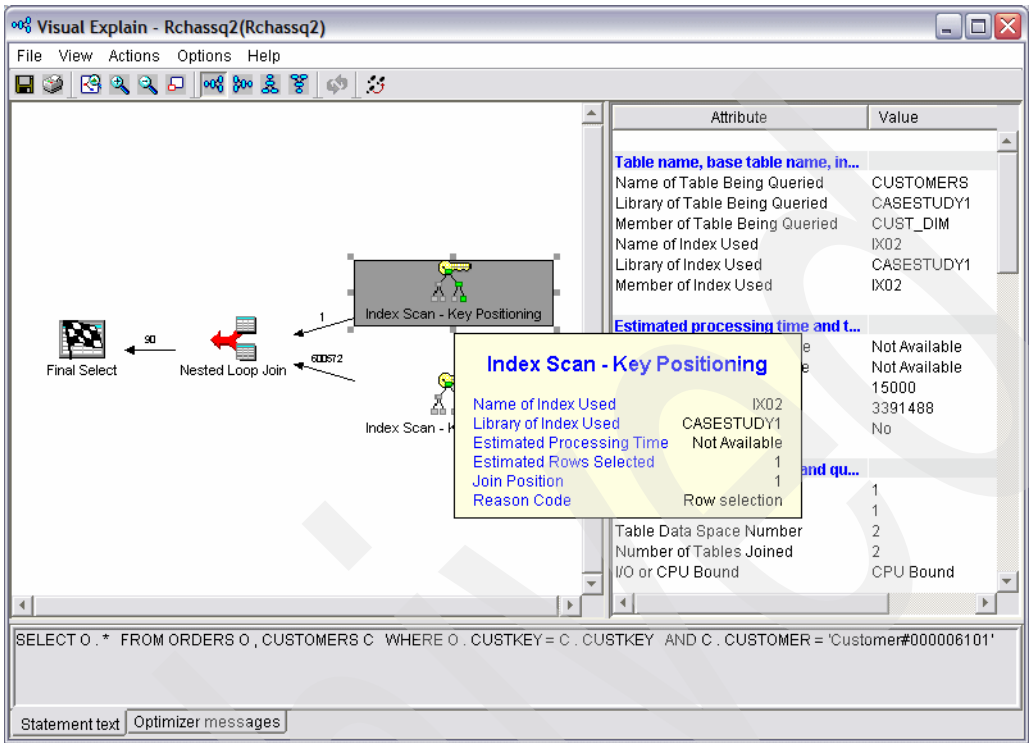 Visual Explain - Rchassq2(Rchassq2)
File View Actions Options Help
Attribute Value
Table name, base table name, in...
Name of Table Being Queried CUSTOMERS
Library of Table Being Queried CASESTUDY1
Member of Table Being Queried CUST_DIM
Name of Index Used IX02
Library of Index Used CASESTUDY1
Member of Index Used IX02
Estimated processing time and t...
e Not Available
e Not Available
15000
3391488
No
and qu...
1
1
Table Data Space Number 2
Number of Tables Joined 2
I/O or CPU Bound CPU Bound
Final Select
90
Nested Loop Join
1
600572
Index Scan - Key Positioning
Index Scan - K
Index Scan - Key Positioning
Name of Index Used IX02
Library of Index Used CASESTUDY1
Estimated Processing Time Not Available
Estimated Rows Selected 1
Join Position 1
Reason Code Row selection
SELECT O . * FROM ORDERS O , CUSTOMERS C WHERE O . CUSTKEY = C . CUSTKEY AND C . CUSTOMER = 'Customer#000006101'
Statement text Optimizer messages